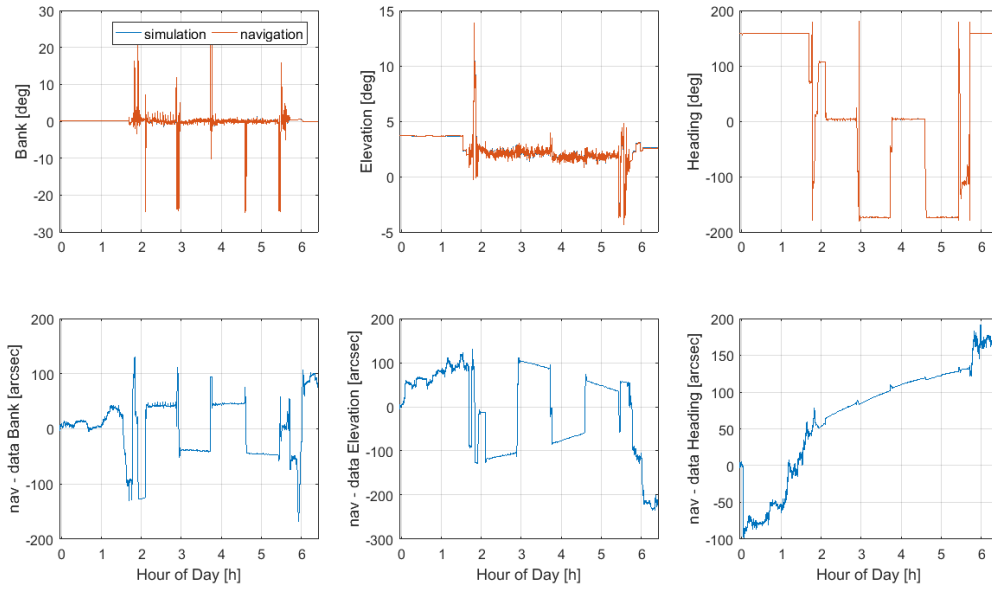 30
20
10
0
-10
-20
-30
Bank [deg]
simulation
navigation
0 1 2 3 4 5 6
15
10
5
0
-5
Elevation [deg]
0 1 2 3 4 5 6
200
100
0
-100
-200
Heading [deg]
0 1 2 3 4 5 6
200
100
0
-100
-200
nav - data Bank [arcsec]
0 1 2 3 4 5 6
Hour of Day [h]
200
100
0
-100
-200
-300
nav - data Elevation [arcsec]
0 1 2 3 4 5 6
Hour of Day [h]
200
150
100
50
0
-50
-100
nav - data Heading [arcsec]
0 1 2 3 4 5 6
Hour of Day [h]